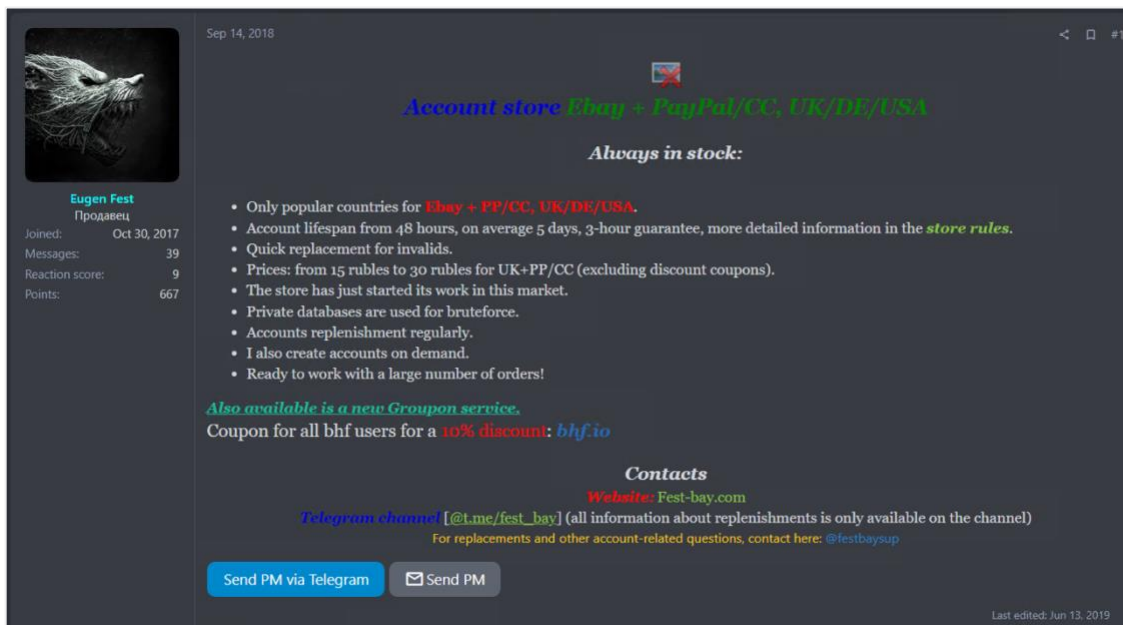 Sep 14, 2018
#1
Account store Ebay + PayPal/CC, UK/DE/USA
Always in stock:
Eugen Fest
Продавец
Joined: Oct 30, 2017
Messages: 39
Reaction score: 9
Points: 667
Only popular countries for Ebay + PP/CC, UK/DE/USA.
Account lifespan from 48 hours, on average 5 days, 3-hour guarantee, more detailed information in the store rules.
Quick replacement for invalids.
Prices: from 15 rubles to 30 rubles for UK+PP/CC (excluding discount coupons).
The store has just started its work in this market.
Private databases are used for bruteforce.
Accounts replenishment regularly.
I also create accounts on demand.
Ready to work with a large number of orders!
Also available is a new Groupon service.
Coupon for all bhf users for a 10% discount: bhf.io
Contacts
Website: Fest-bay.com
Telegram channel [@t.me/fest_bay] (all information about replenishments is only available on the channel)
For replacements and other account-related questions, contact here: @festbaysup
Send PM via Telegram
Send PM
Last edited: Jun 13, 2019